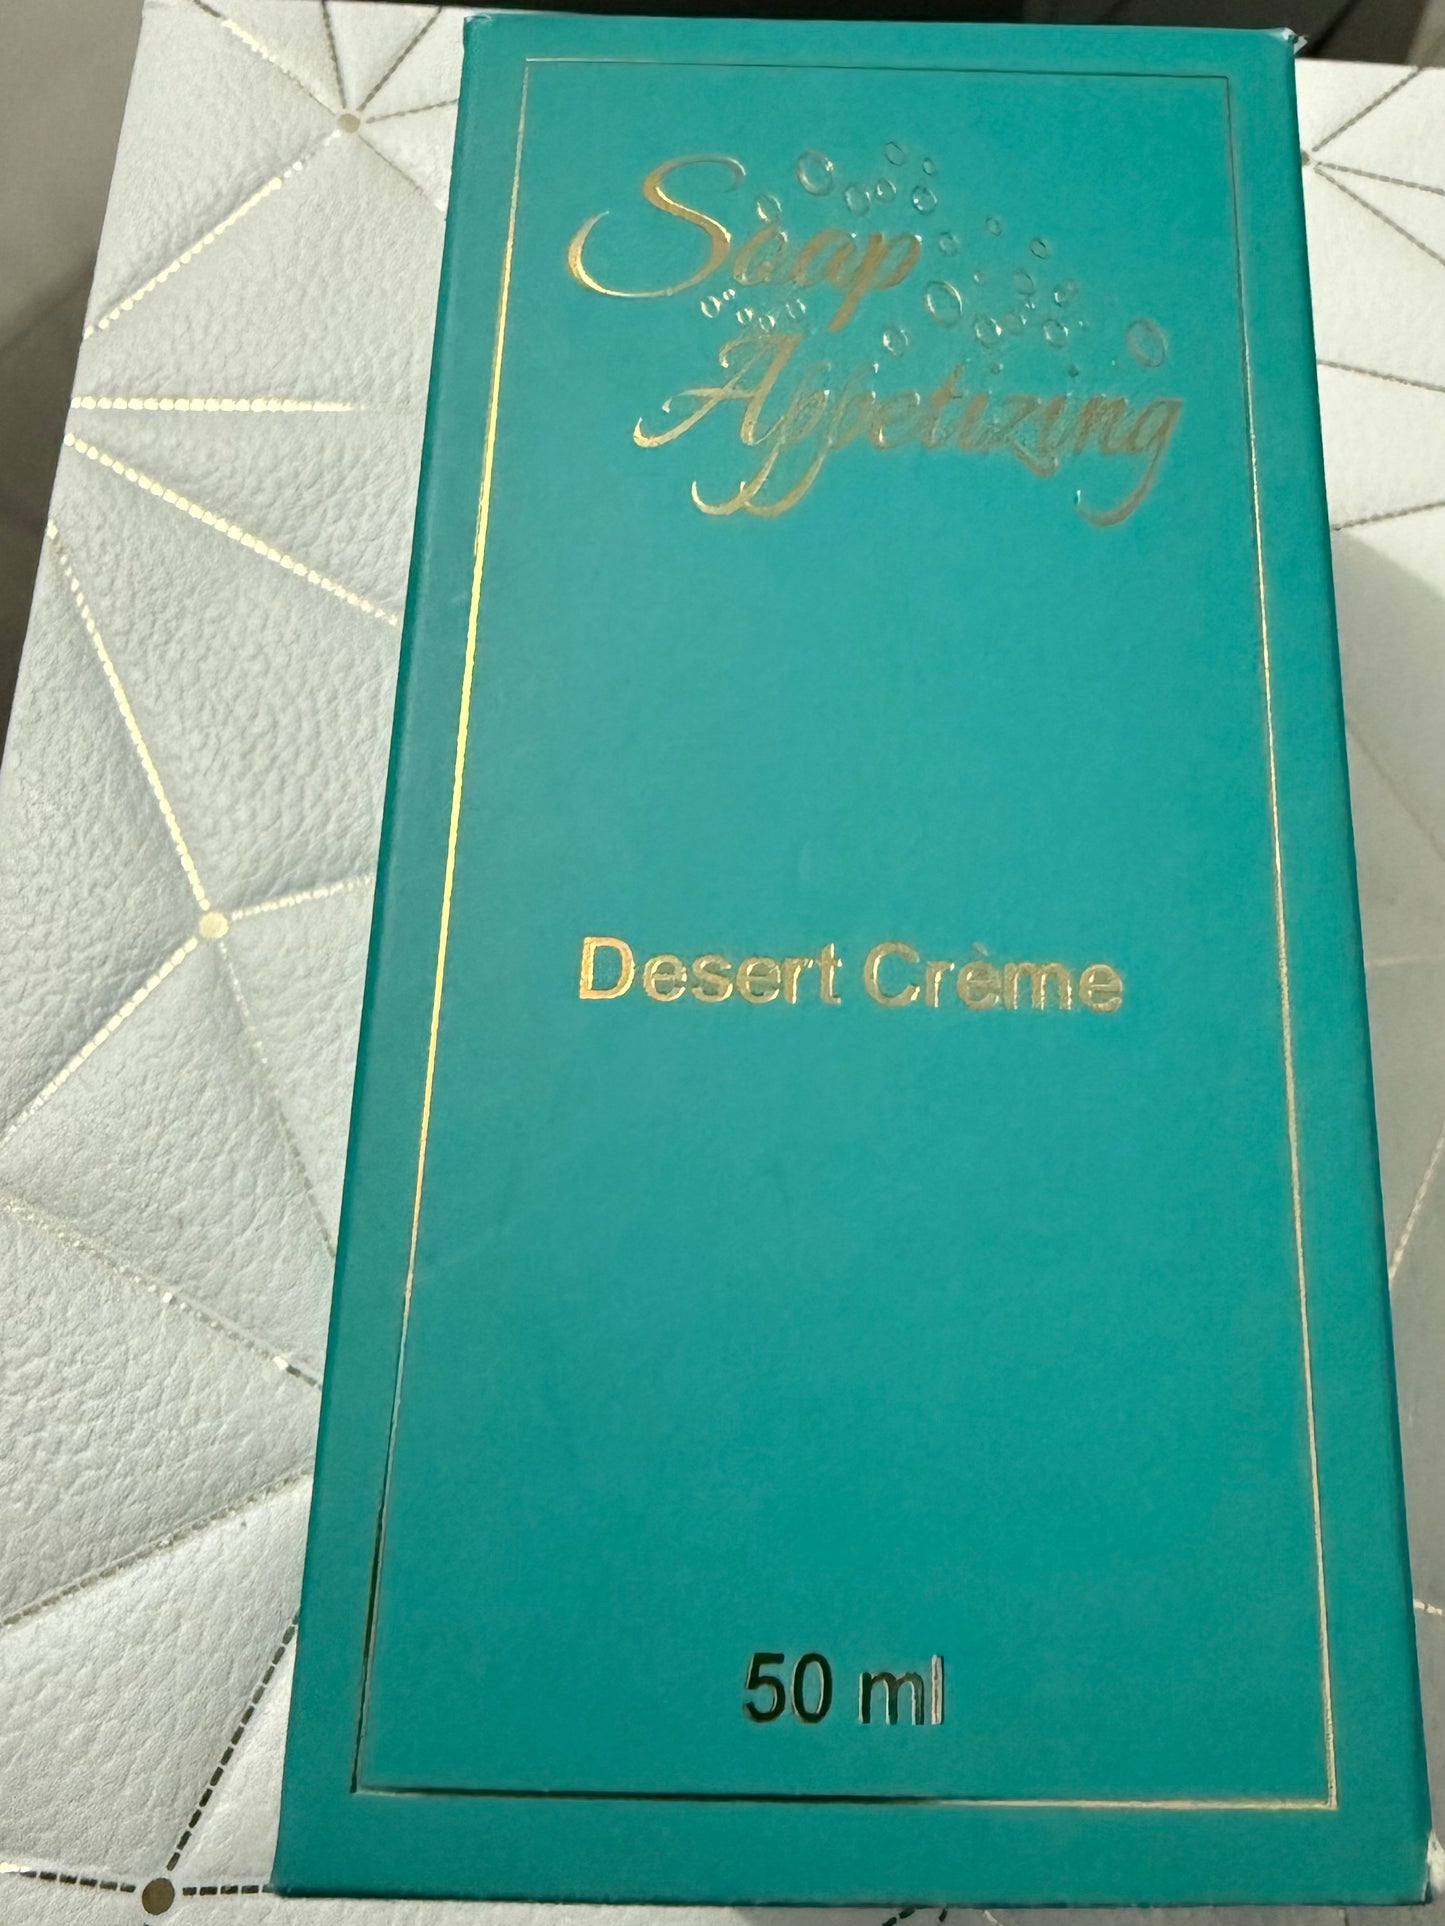 Soap
Appetizing
Desert Crème
50 ml